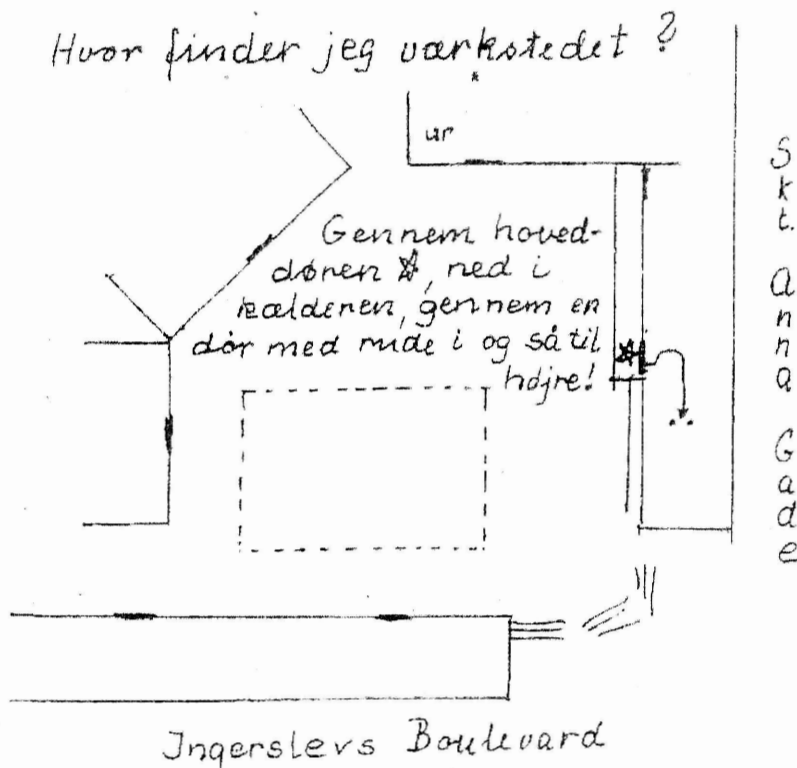 Hvor finder jeg værkstedet ?
ur
Gennem hoved-
døren ☆, ned i
kælderen, gennem en
dør med rude i og så til
højre!
Skt. Anna Gade
Ingerslevs Boulevard